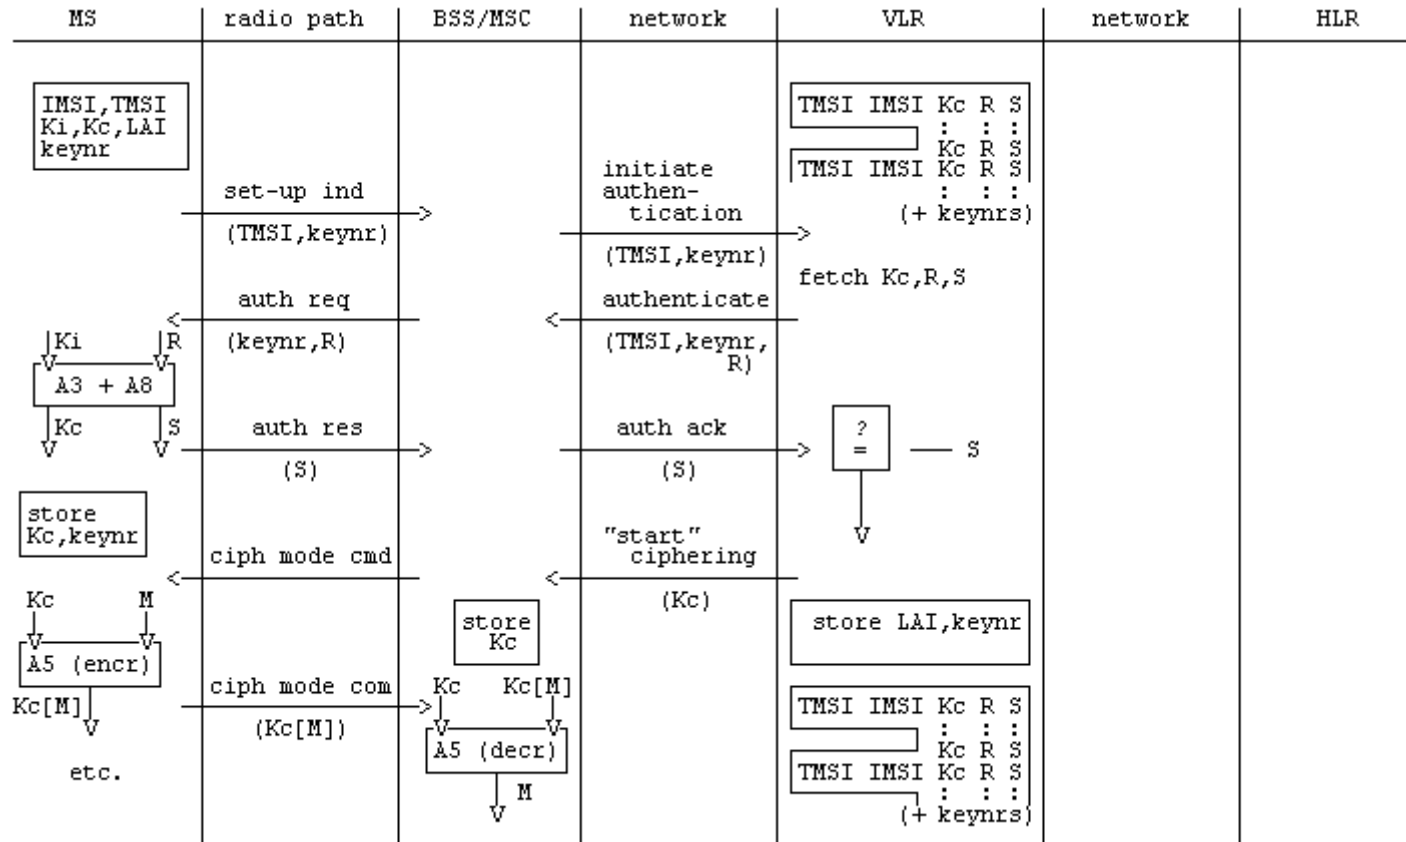 MS radio path BSS/MSC network VLR network HLR
IMSI,TMSI
Ki,Kc,LAI
keynr
TMSI IMSI Kc R S
: : :
Kc R S
TMSI IMSI Kc R S
: : :
(+ keynrs)
set-up ind
(TMSI,keynr)
initiate
authen-
tication
(TMSI,keynr)
fetch Kc,R,S
auth req
(keynr,R)
authenticate
(TMSI,keynr,
R)
Ki R
A3 + A8
Kc S
auth res
(S)
auth ack
(S)
?
=
S
store
Kc,keynr
ciph mode cmd
"start"
ciphering
(Kc)
Kc M
A5 (encr)
Kc[M]
store
Kc
store LAI,keynr
ciph mode com
(Kc[M])
Kc Kc[M]
A5 (decr)
M
TMSI IMSI Kc R S
: : :
Kc R S
TMSI IMSI Kc R S
: : :
(+ keynrs)
etc.